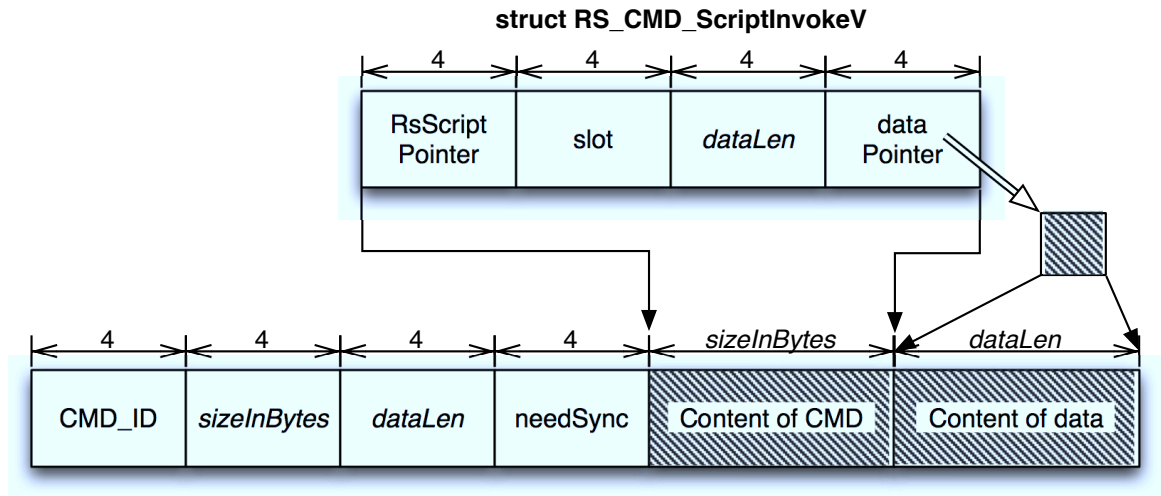 struct RS_CMD_ScriptInvokeV
4 4 4 4
RsScript
Pointer
slot
dataLen
data
Pointer
4 4 4 4 sizeInBytes dataLen
CMD_ID sizeInBytes dataLen needSync Content of CMD Content of data